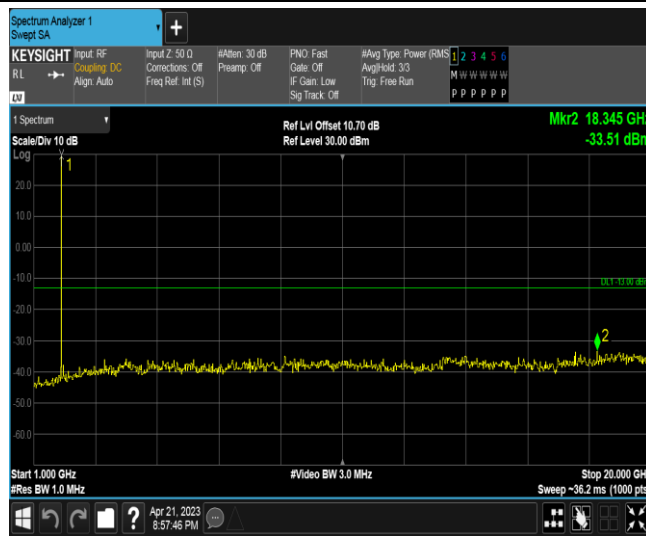 Spectrum Analyzer 1
Swept SA
+
KEYSIGHT
RL
LXI
Input: RF
Coupling: DC
Align: Auto
Input Z: 50 Ω
Corrections: Off
Freq Ref: Int (S)
#Atten: 30 dB
Preamp: Off
PNO: Fast
Gate: Off
IF Gain: Low
Sig Track: Off
#Avg Type: Power (RMS
Avg|Hold: 3/3
Trig: Free Run
1 2 3 4 5 6
M W W W W W
P P P P P P
1 Spectrum
Scale/Div 10 dB
Ref Lvl Offset 10.70 dB
Ref Level 30.00 dBm
Mkr2 18.345 GH
-33.51 dBm
Log
1
20.0
10.0
0.00
-10.0
DL1 -13.00 dBm
-20.0
-30.0
2
-40.0
-50.0
-60.0
Start 1.000 GHz
#Video BW 3.0 MHz
Stop 20.000 GH
#Res BW 1.0 MHz
Sweep ~36.2 ms (1000 pts
?
Apr 21, 2023
8:57:46 PM